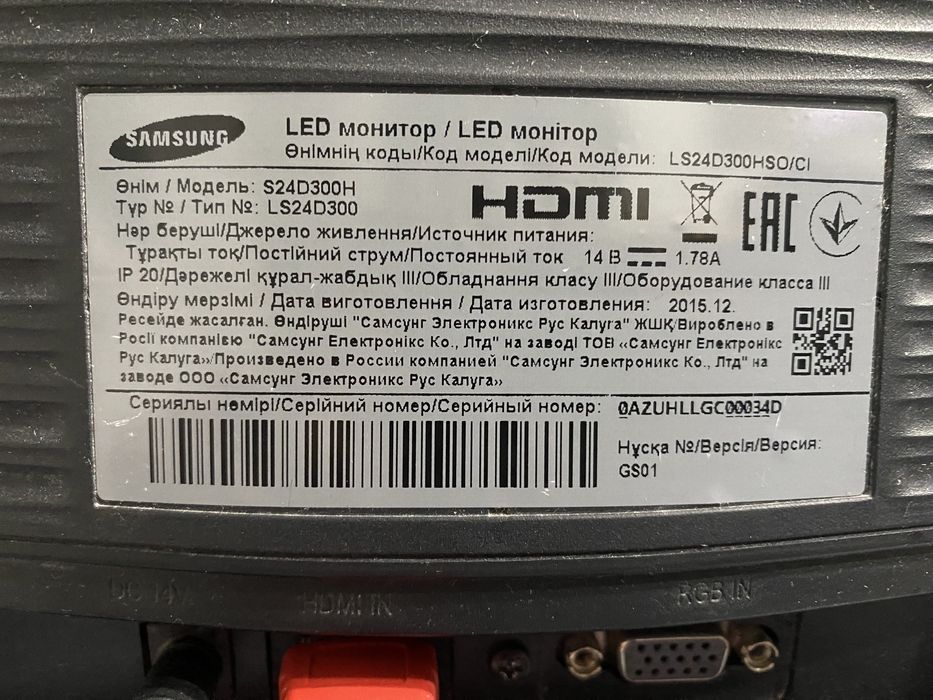 SAMSUNG
LED монитор / LED монітор
Өнімнің коды/Код моделі/Код модели: LS24D300HSO/CI
Өнім / Модель: S24D300H
Түр № / Тип №: LS24D300
HDMI
EAC
Нәр беруші/Джерело живлення/Источник питания:
Тұрақты тоқ/Постійний струм/Постоянный ток 14 В 1.78A
IP 20/Дәрежелі құрал-жабдық III/Обладнання класу III/Оборудование класса III
Өндіру мерзімі / Дата виготовлення / Дата изготовления: 2015.12.
Ресейде жасалған. Өндіруші "Самсунг Электроникс Рус Калуга" ЖШҚ/Вироблено в
Росії компанією "Самсунг Електронікс Ко., Лтд" на заводі ТОВ «Самсунг Електронікс
Рус Калуга»/Произведено в России компанией "Самсунг Электроникс Ко., Лтд" на
заводе ООО «Самсунг Электроникс Рус Калуга»
Сериялы нөмірі/Серійний номер/Серийный номер: 0AZUHLLGC00034D
Нұсқа №/Версія/Версия:
GS01
DC 14V
HDMI IN
RGB IN